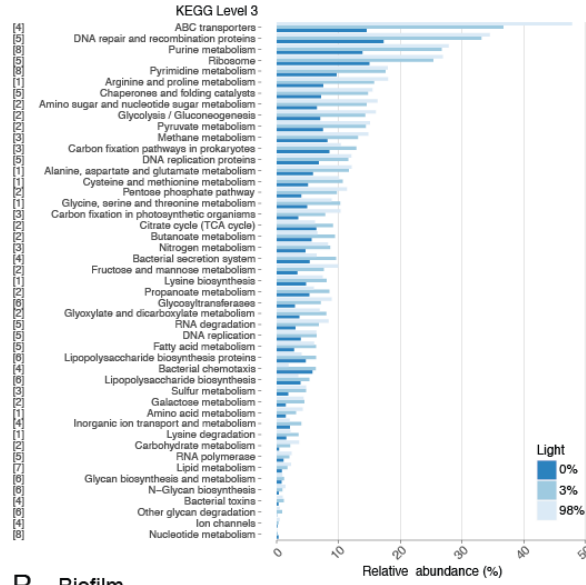 KEGG Level 3
[4] ABC transporters
[5] DNA repair and recombination proteins
[8] Purine metabolism
[5] Ribosome
[8] Pyrimidine metabolism
[1] Arginine and proline metabolism
[5] Chaperones and folding catalysts
[2] Amino sugar and nucleotide sugar metabolism
[2] Glycolysis / Gluconeogenesis
[2] Pyruvate metabolism
[3] Methane metabolism
[3] Carbon fixation pathways in prokaryotes
[5] DNA replication proteins
[1] Alanine, aspartate and glutamate metabolism
[1] Cysteine and methionine metabolism
[2] Pentose phosphate pathway
[1] Glycine, serine and threonine metabolism
[3] Carbon fixation in photosynthetic organisms
[2] Citrate cycle (TCA cycle)
[2] Butanoate metabolism
[3] Nitrogen metabolism
[4] Bacterial secretion system
[2] Fructose and mannose metabolism
[1] Lysine biosynthesis
[2] Propanoate metabolism
[6] Glycosyltransferases
[2] Glyoxylate and dicarboxylate metabolism
[5] RNA degradation
[5] DNA replication
[5] Fatty acid metabolism
[6] Lipopolysaccharide biosynthesis proteins
[4] Bacterial chemotaxis
[6] Lipopolysaccharide biosynthesis
[3] Sulfur metabolism
[2] Galactose metabolism
[1] Amino acid metabolism
[4] Inorganic ion transport and metabolism
[1] Lysine degradation
[2] Carbohydrate metabolism
[5] RNA polymerase
[7] Lipid metabolism
[6] Glycan biosynthesis and metabolism
[6] N-Glycan biosynthesis
[4] Bacterial toxins
[6] Other glycan degradation
[4] Ion channels
[8] Nucleotide metabolism
Light
0%
3%
98%
0 10 20 30 40 50
Relative abundance (%)
B Biofilm